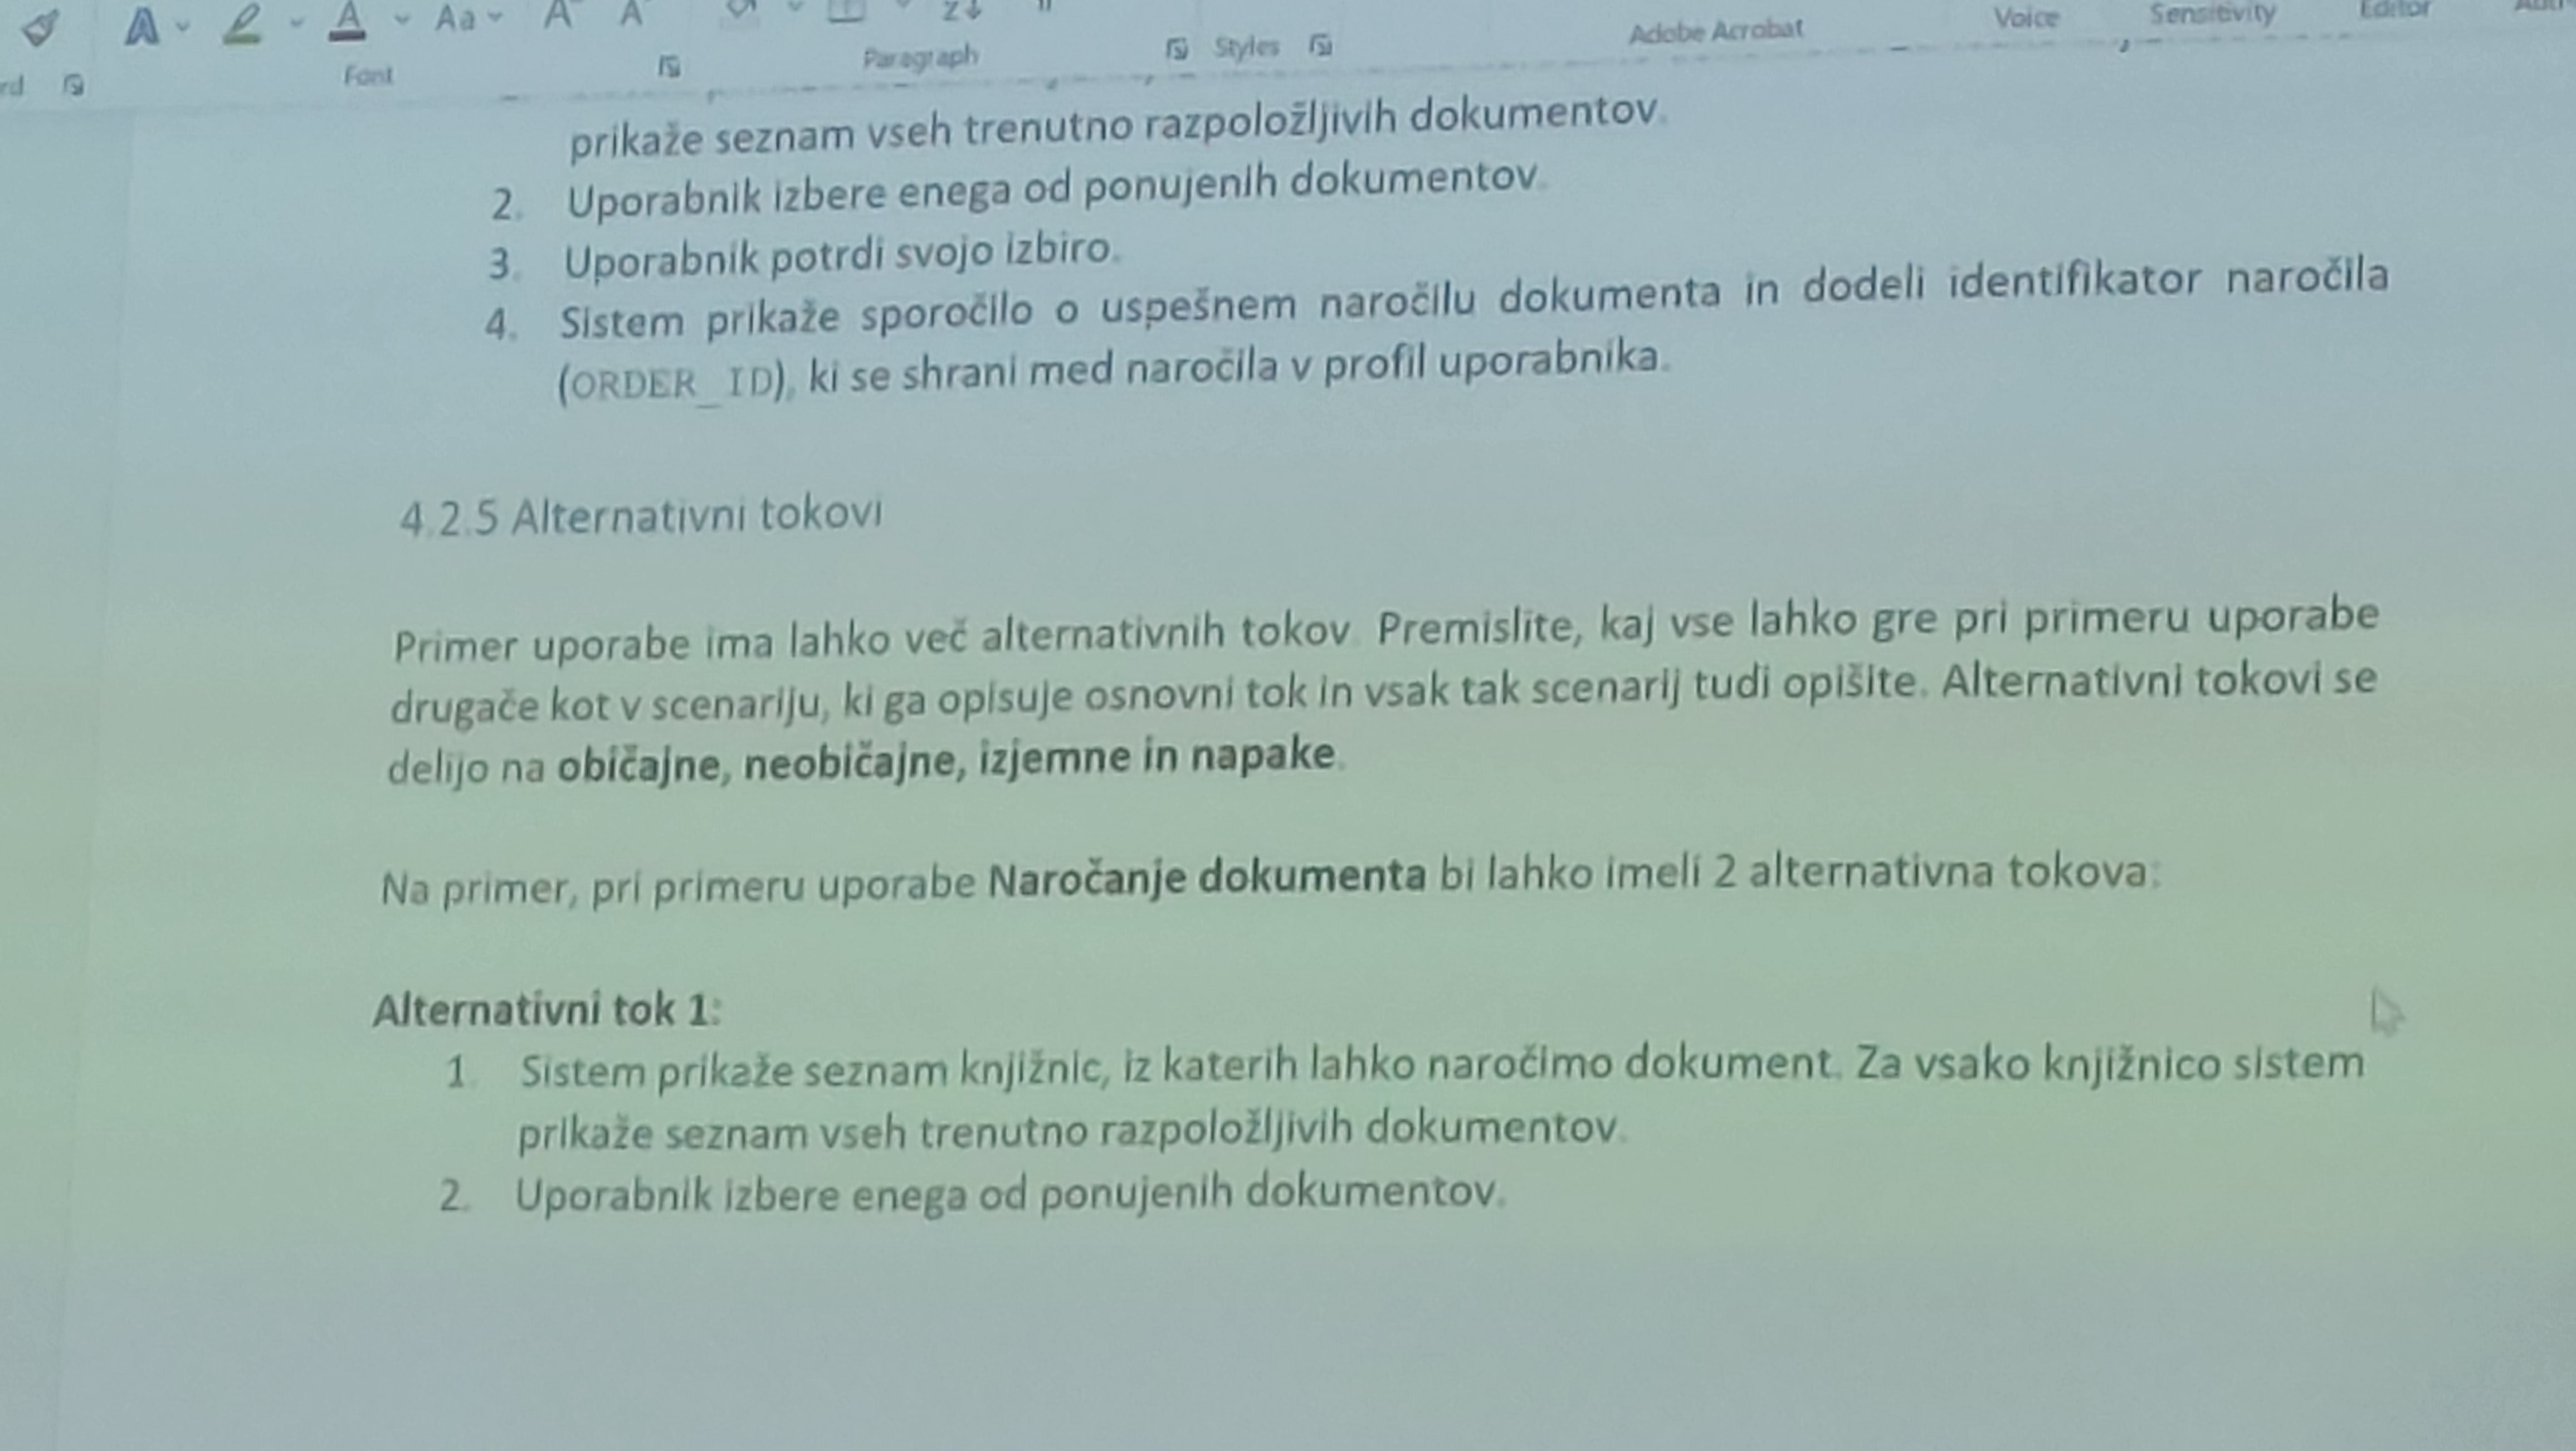 Aa
Font
Paragraph
Styles
Adobe Acrobat
Voice
Sensitivity
Editor
prikaže seznam vseh trenutno razpoložljivih dokumentov.
2. Uporabnik izbere enega od ponujenih dokumentov.
3. Uporabnik potrdi svojo izbiro.
4. Sistem prikaže sporočilo o uspešnem naročilu dokumenta in dodeli identifikator naročila
(ORDER_ID), ki se shrani med naročila v profil uporabnika.
4.2.5 Alternativni tokovi
Primer uporabe ima lahko več alternativnih tokov. Premislite, kaj vse lahko gre pri primeru uporabe
drugače kot v scenariju, ki ga opisuje osnovni tok in vsak tak scenarij tudi opišite. Alternativni tokovi se
delijo na običajne, neobičajne, izjemne in napake.
Na primer, pri primeru uporabe Naročanje dokumenta bi lahko imeli 2 alternativna tokova:
Alternativni tok 1:
1. Sistem prikaže seznam knjižnic, iz katerih lahko naročimo dokument. Za vsako knjižnico sistem
prikaže seznam vseh trenutno razpoložljivih dokumentov.
2. Uporabnik izbere enega od ponujenih dokumentov.